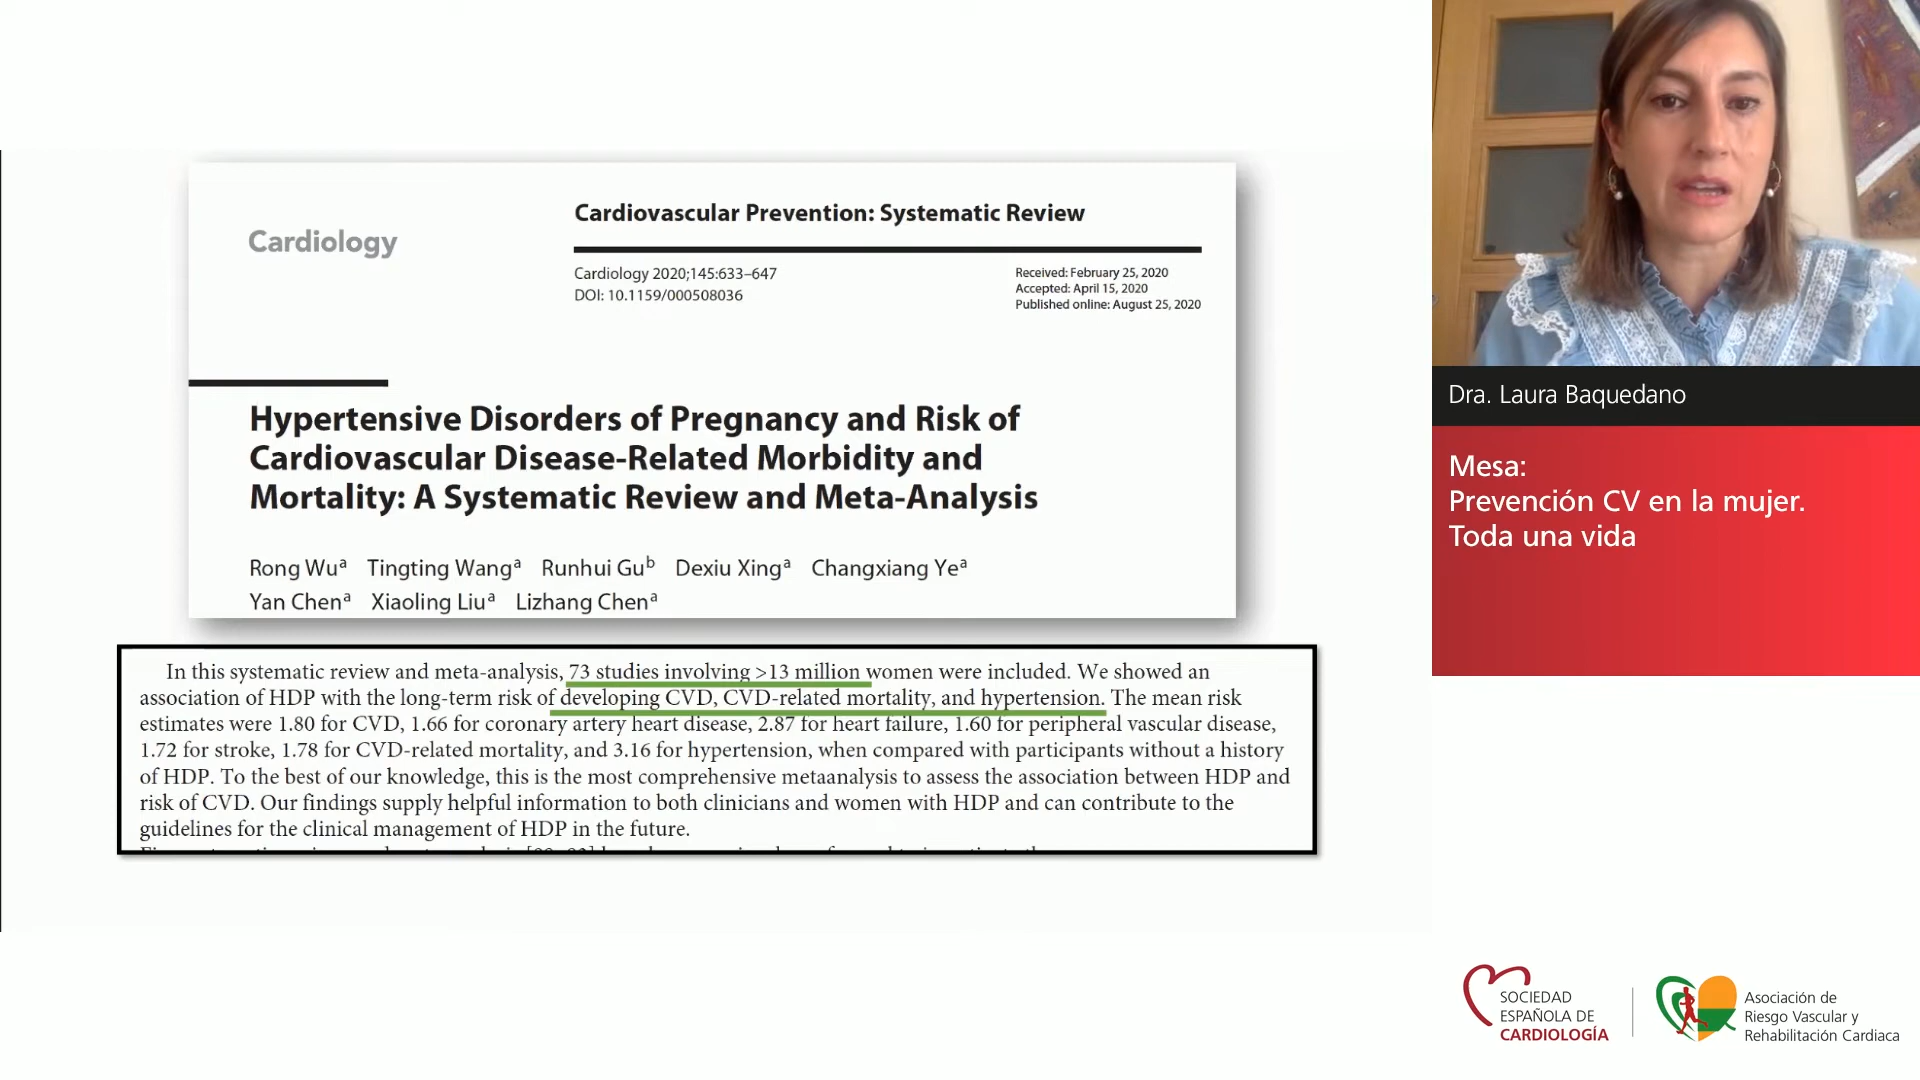 Cardiology
Cardiovascular Prevention: Systematic Review
Cardiology 2020;145:633–647
DOI: 10.1159/000508036
Received: February 25, 2020
Accepted: April 15, 2020
Published online: August 25, 2020
Hypertensive Disorders of Pregnancy and Risk of
Cardiovascular Disease-Related Morbidity and
Mortality: A Systematic Review and Meta-Analysis
Rong Wuᵃ Tingting Wangᵃ Runhui Guᵇ Dexiu Xingᵃ Changxiang Yeᵃ
Yan Chenᵃ Xiaoling Liuᵃ Lizhang Chenᵃ
In this systematic review and meta-analysis, 73 studies involving >13 million women were included. We showed an
association of HDP with the long-term risk of developing CVD, CVD-related mortality, and hypertension. The mean risk
estimates were 1.80 for CVD, 1.66 for coronary artery heart disease, 2.87 for heart failure, 1.60 for peripheral vascular disease,
1.72 for stroke, 1.78 for CVD-related mortality, and 3.16 for hypertension, when compared with participants without a history
of HDP. To the best of our knowledge, this is the most comprehensive metaanalysis to assess the association between HDP and
risk of CVD. Our findings supply helpful information to both clinicians and women with HDP and can contribute to the
guidelines for the clinical management of HDP in the future.
Dra. Laura Baquedano
Mesa:
Prevención CV en la mujer.
Toda una vida
SOCIEDAD
ESPAÑOLA DE
CARDIOLOGÍA
Asociación de
Riesgo Vascular y
Rehabilitación Cardiaca